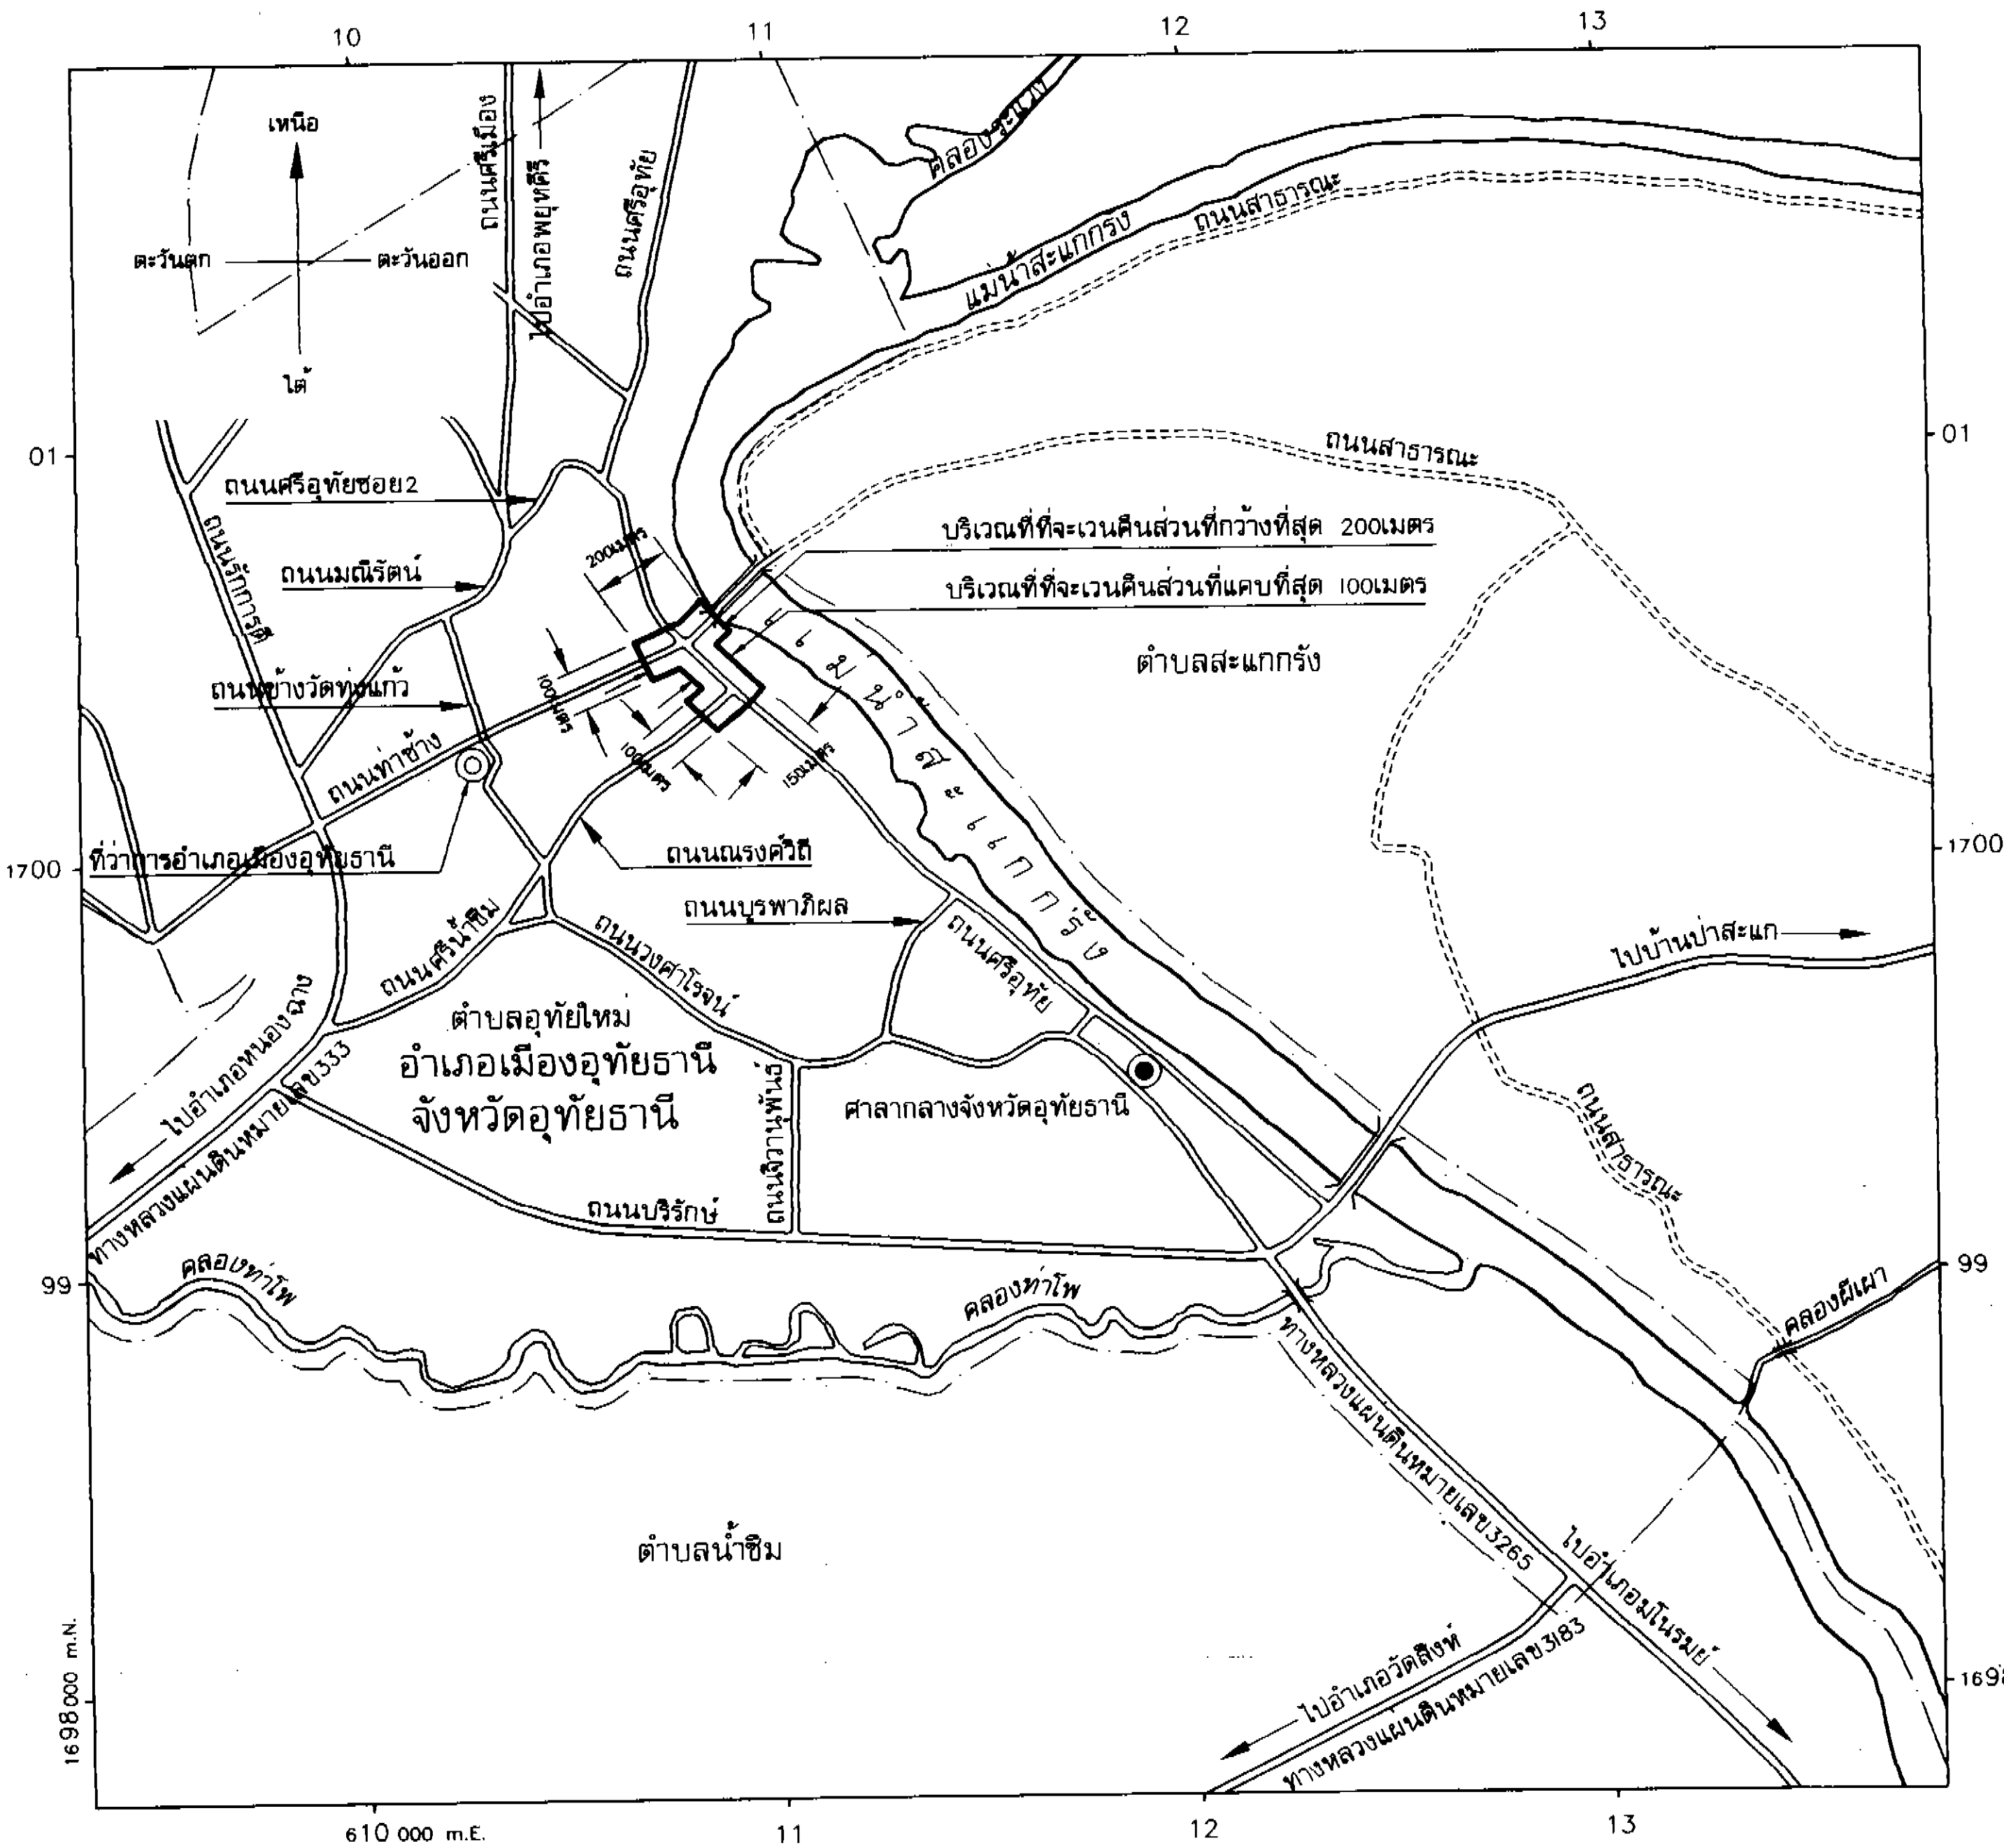 10
11
12
13
เหนือ
ตะวันตก
ตะวันออก
ใต้
ถนนศรีเมือง
ไปอำเภอพยุหคีรี
ถนนศรีอุทัย
แม่น้ำสะแกกรัง
ถนนสาธารณะ
01
01
ถนนสาธารณะ
ถนนศรีอุทัยซอย2
ถนนรักการดี
ถนนมณีรัตน์
200เมตร
บริเวณที่ที่จะเวนคืนส่วนที่กว้างที่สุด 200เมตร
บริเวณที่ที่จะเวนคืนส่วนที่แคบที่สุด 100เมตร
ตำบลสะแกกรัง
แม่น้ำสะแกกรัง
ถนนข้างวัดทุ่งแก้ว
100เมตร
100เมตร
150เมตร
ถนนท่าช้าง
ที่ว่าการอำเภอเมืองอุทัยธานี
ถนนณรงค์วิถี
1700
1700
ถนนบูรพาภิผล
ถนนศรีน้ำซึม
ถนนวงศาโรจน์
ถนนศรีอุทัย
ไปบ้านป่าสะแก
ไปอำเภอหนองฉาง
ทางหลวงแผ่นดินหมายเลข333
ตำบลอุทัยใหม่
อำเภอเมืองอุทัยธานี
จังหวัดอุทัยธานี
ศาลากลางจังหวัดอุทัยธานี
ถนนสาธารณะ
ถนนบริรักษ์
99
99
คลองท่าโพ
คลองท่าโพ
คลองผีเผา
ทางหลวงแผ่นดินหมายเลข3265
ตำบลน้ำซึม
ไปอำเภอมโนรมย์
ไปอำเภอวัดสิงห์
ทางหลวงแผ่นดินหมายเลข3183
1698000 m.N.
610 000 m.E.
11
12
13